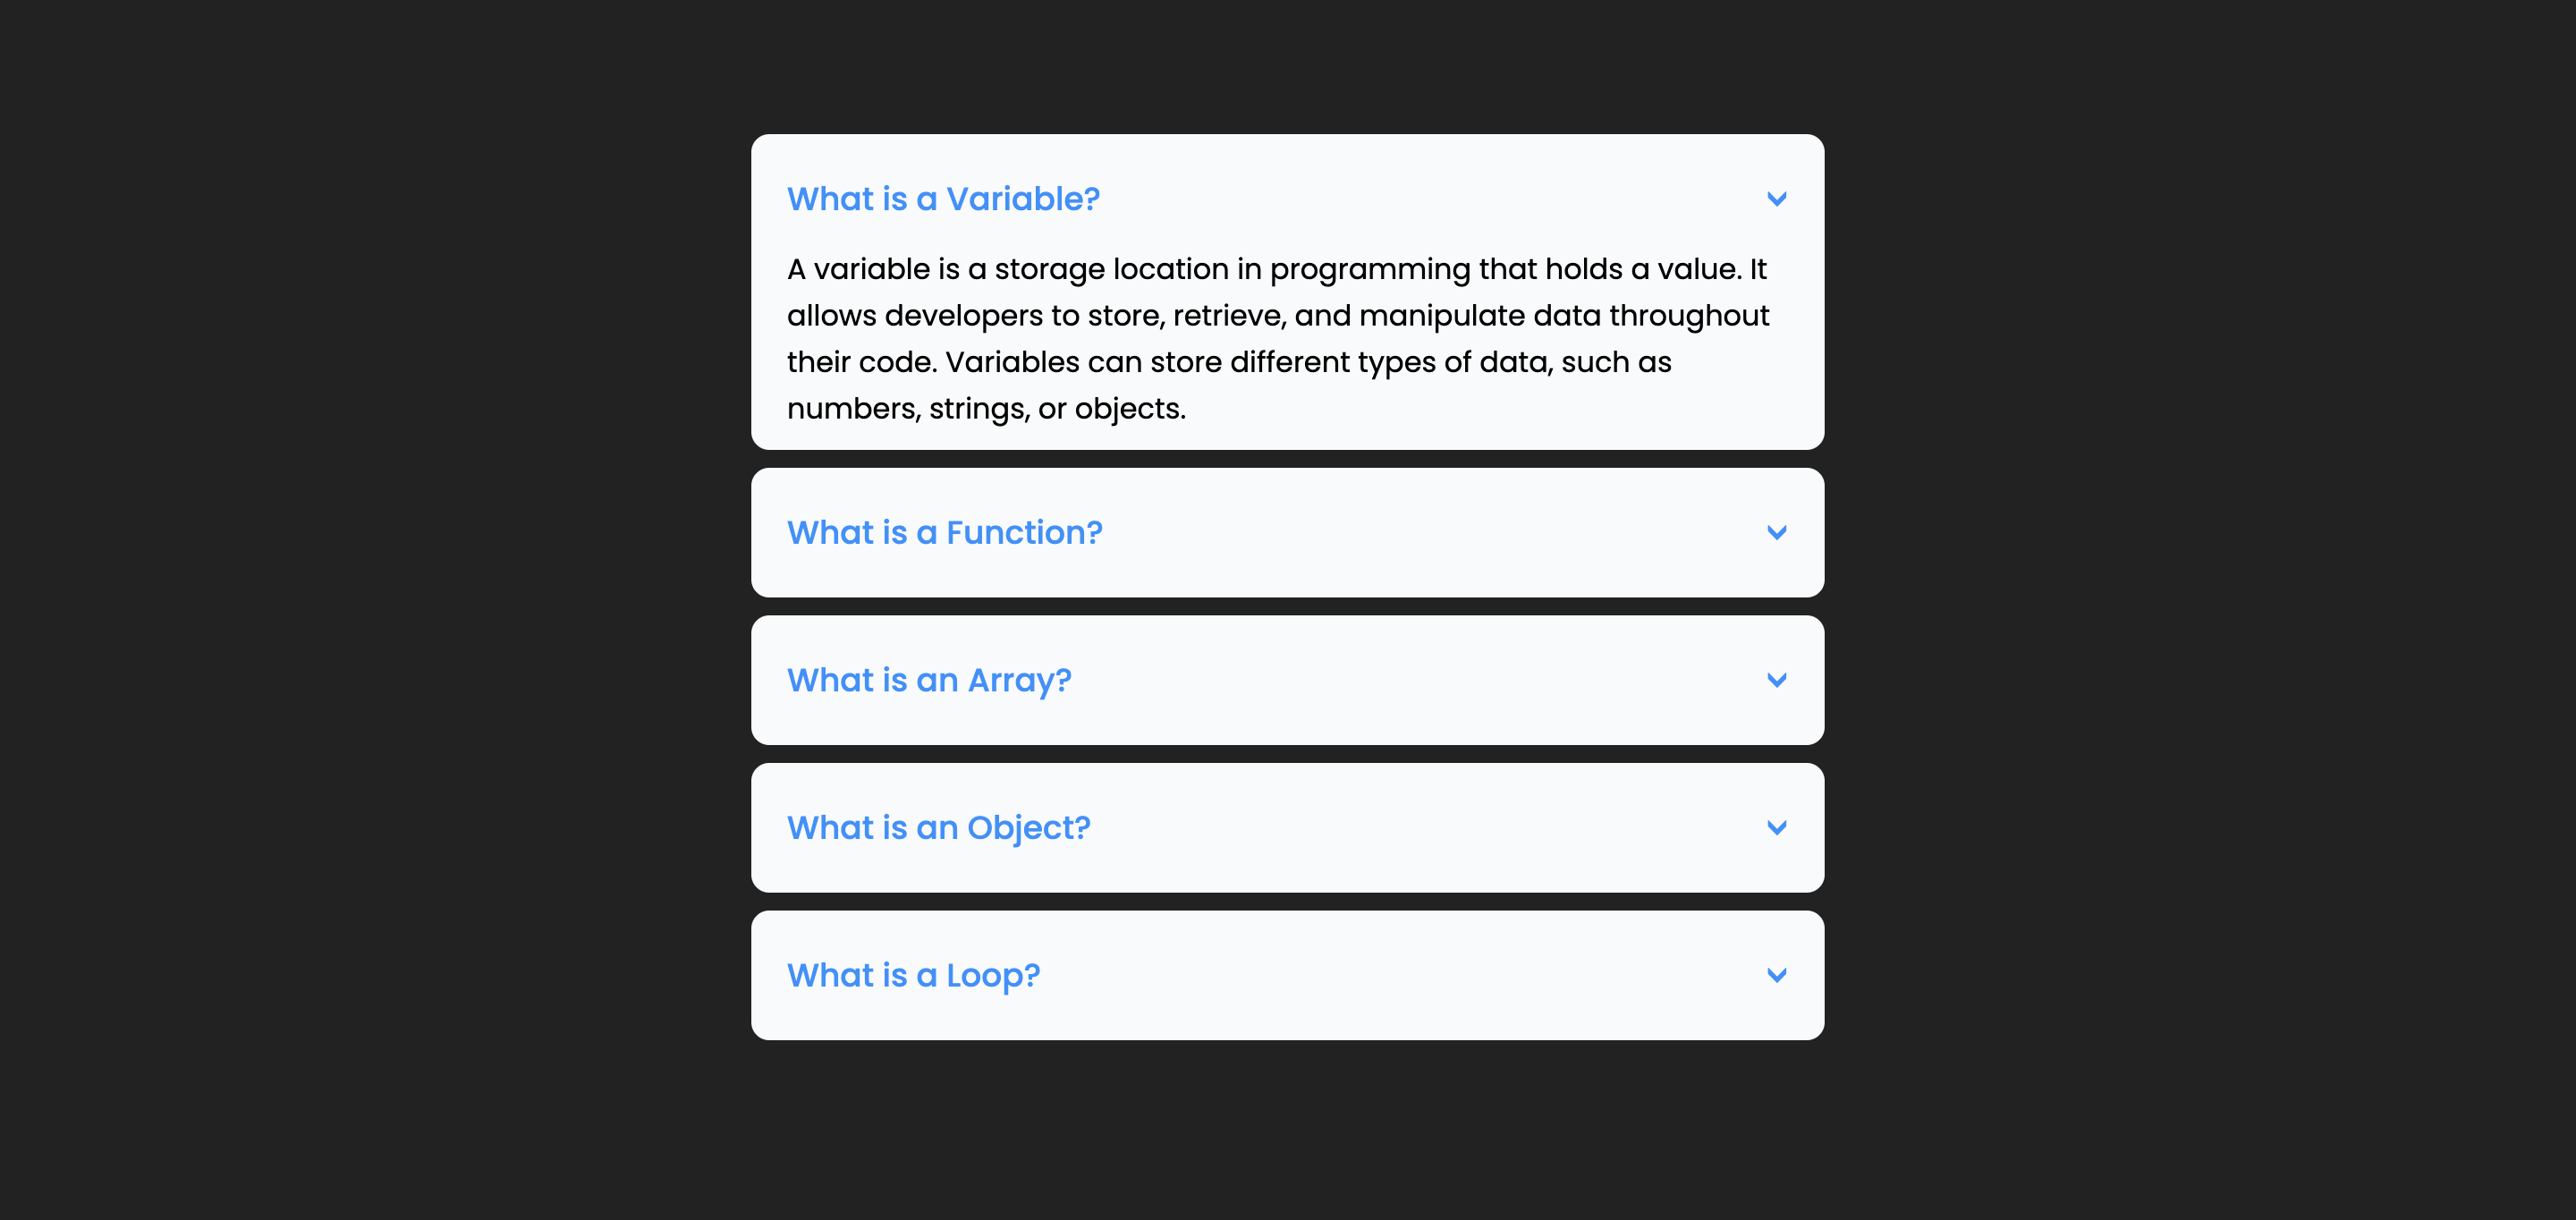 What is a Variable?
A variable is a storage location in programming that holds a value. It
allows developers to store, retrieve, and manipulate data throughout
their code. Variables can store different types of data, such as
numbers, strings, or objects.
What is a Function?
What is an Array?
What is an Object?
What is a Loop?